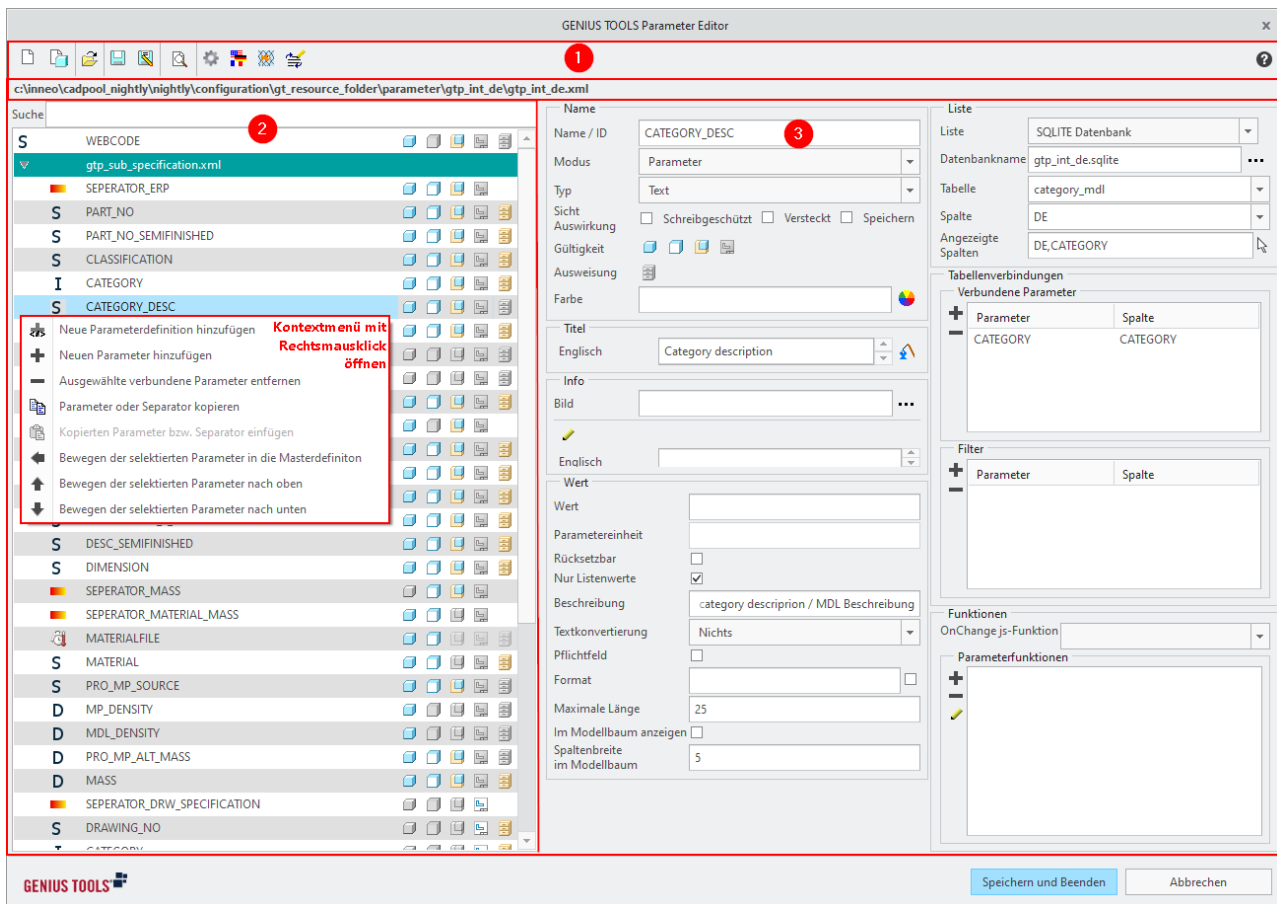 GENIUS TOOLS Parameter Editor
x
1
?
c:\inneo\cadpool_nightly\nightly\configuration\gt_resource_folder\parameter\gtp_int_de\gtp_int_de.xml
Suche
2
S WEBCODE
gtp_sub_specification.xml
SEPERATOR_ERP
S PART_NO
S PART_NO_SEMIFINISHED
S CLASSIFICATION
I CATEGORY
S CATEGORY_DESC
Neue Parameterdefinition hinzufügen
Neuen Parameter hinzufügen
Ausgewählte verbundene Parameter entfernen
Parameter oder Separator kopieren
Kopierten Parameter bzw. Separator einfügen
Bewegen der selektierten Parameter in die Masterdefiniton
Bewegen der selektierten Parameter nach oben
Bewegen der selektierten Parameter nach unten
Kontextmenü mit
Rechtsmausklick
öffnen
S DESC_SEMIFINISHED
S DIMENSION
SEPERATOR_MASS
SEPERATOR_MATERIAL_MASS
MATERIALFILE
S MATERIAL
S PRO_MP_SOURCE
D MP_DENSITY
D MDL_DENSITY
D PRO_MP_ALT_MASS
D MASS
SEPERATOR_DRW_SPECIFICATION
S DRAWING_NO
I CATEGORY
Name
Name / ID CATEGORY_DESC
3
Modus Parameter
Typ Text
Sicht
Auswirkung
Schreibgeschützt Versteckt Speichern
Gültigkeit
Ausweisung
Farbe
Titel
Englisch Category description
Info
Bild
Englisch
Wert
Wert
Parametereinheit
Rücksetzbar
Nur Listenwerte
Beschreibung category descriprion / MDL Beschreibung
Textkonvertierung Nichts
Pflichtfeld
Format
Maximale Länge 25
Im Modellbaum anzeigen
Spaltenbreite
im Modellbaum
5
Liste
Liste SQLITE Datenbank
Datenbankname gtp_int_de.sqlite
Tabelle category_mdl
Spalte DE
Angezeigte
Spalten
DE,CATEGORY
Tabellenverbindungen
Verbundene Parameter
Parameter Spalte
CATEGORY CATEGORY
Filter
Parameter Spalte
Funktionen
OnChange js-Funktion
Parameterfunktionen
GENIUS TOOLS
Speichern und Beenden
Abbrechen